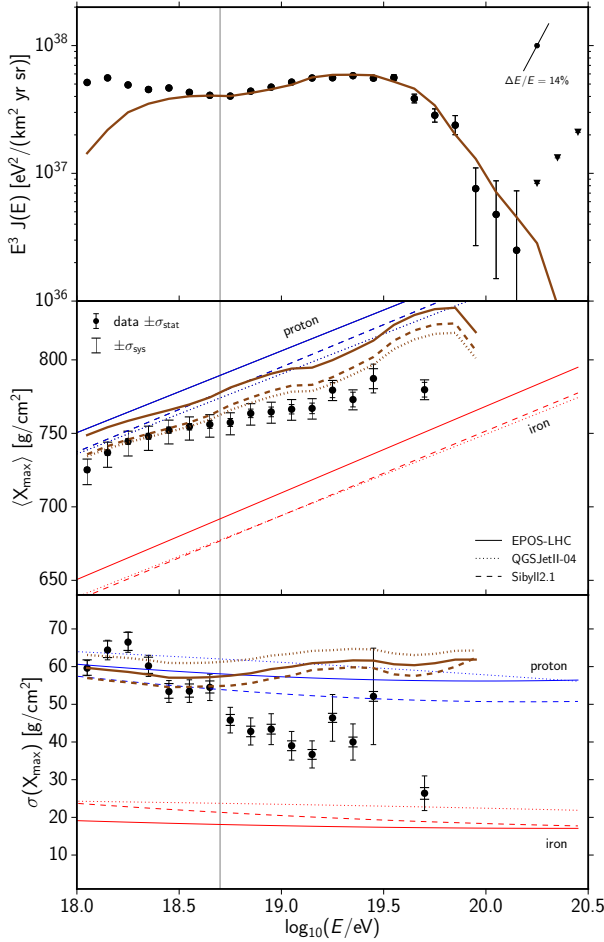 10^38
ΔE/E = 14%
10^37
E^3 J(E) [eV^2/(km^2 yr sr)]
10^36
data ±σ_stat
±σ_sys
proton
800
750
⟨X_max⟩ [g/cm^2]
700
iron
EPOS-LHC
QGSJetII-04
Sibyll2.1
650
70
60
proton
50
40
σ(X_max) [g/cm^2]
30
20
iron
10
18.0 18.5 19.0 19.5 20.0 20.5
log_10(E/eV)